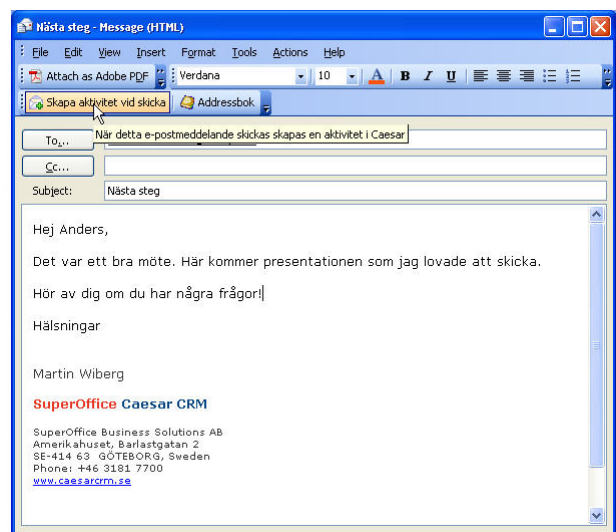 Nästa steg - Message (HTML)
File Edit View Insert Format Tools Actions Help
Attach as Adobe PDF Verdana 10 A B I U
Skapa aktivitet vid skicka Addressbok
När detta e-postmeddelande skickas skapas en aktivitet i Caesar
To...
Cc...
Subject: Nästa steg
Hej Anders,
Det var ett bra möte. Här kommer presentationen som jag lovade att skicka.
Hör av dig om du har några frågor!
Hälsningar
Martin Wiberg
SuperOffice Caesar CRM
SuperOffice Business Solutions AB
Amerikahuset, Barlastgatan 2
SE-414 63 GÖTEBORG, Sweden
Phone: +46 3181 7700
www.caesarcrm.se